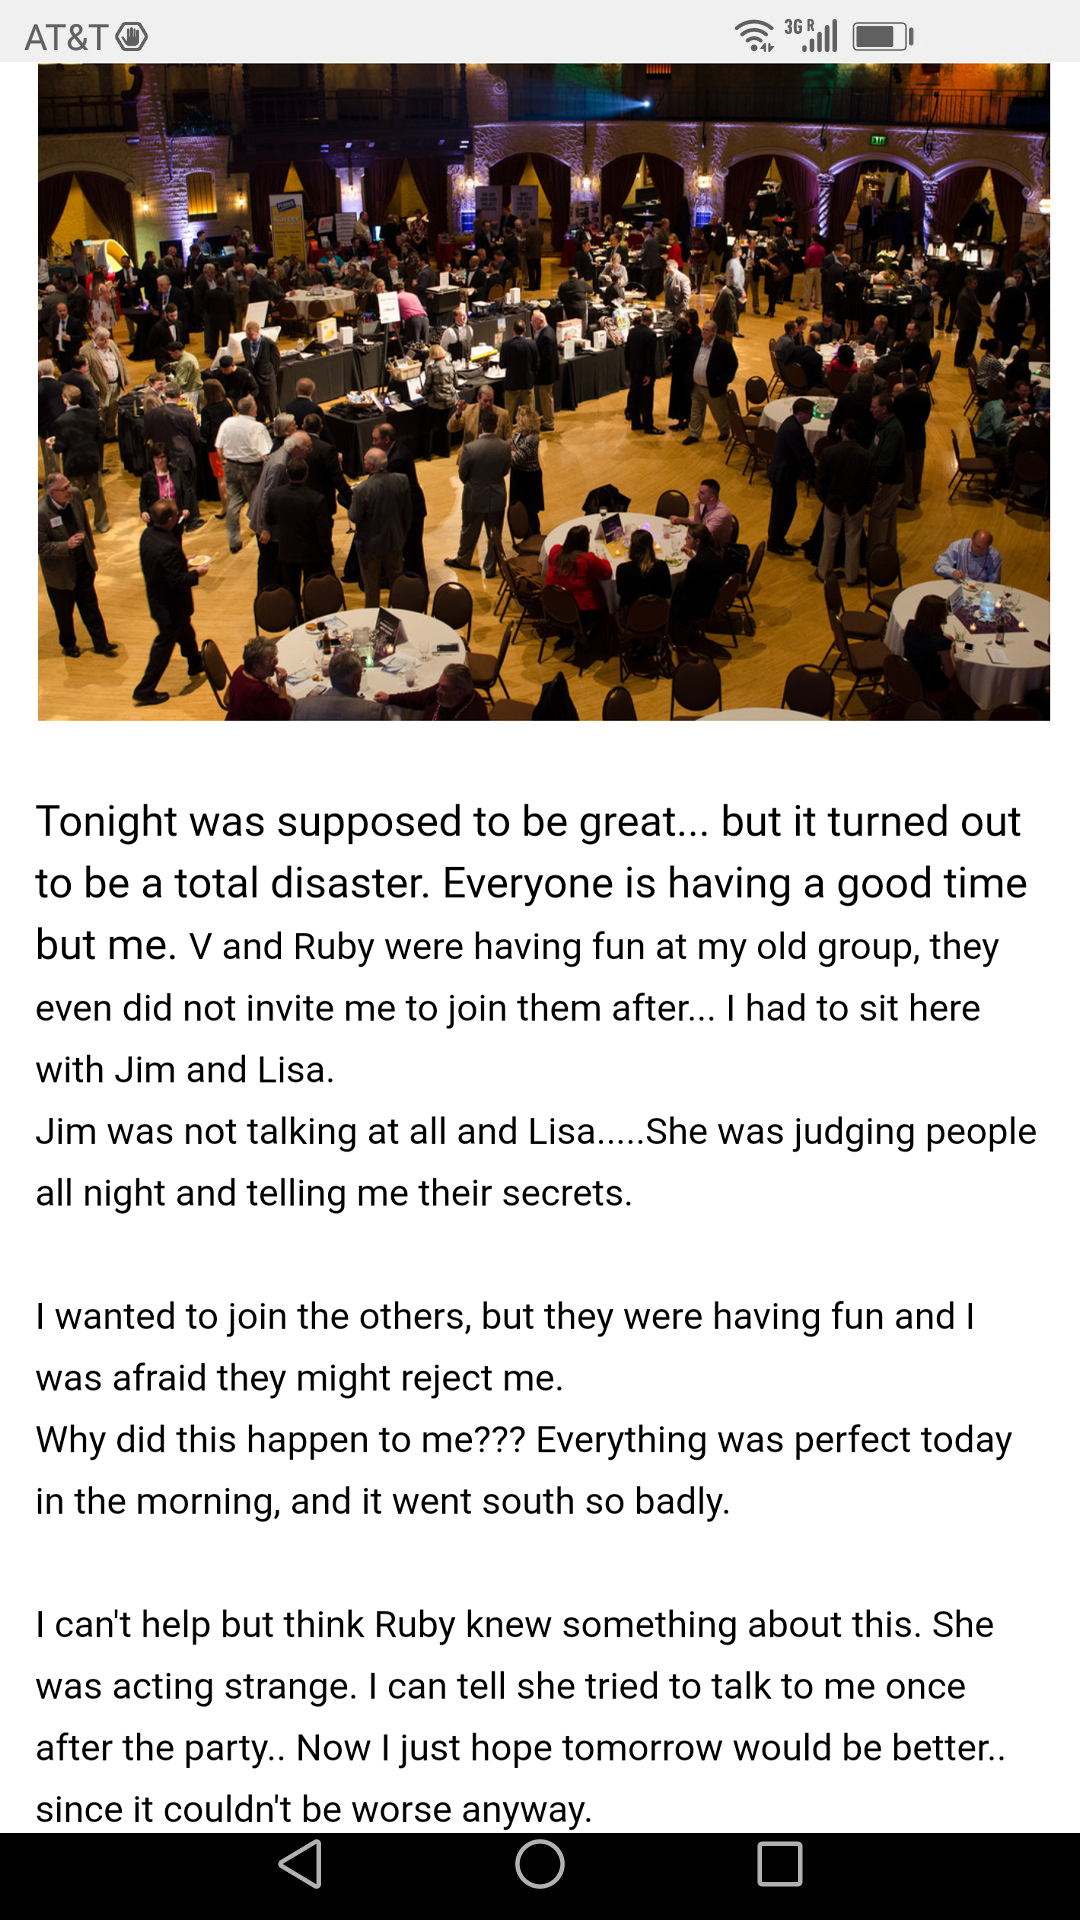 AT&T
3G R
Tonight was supposed to be great... but it turned out
to be a total disaster. Everyone is having a good time
but me. V and Ruby were having fun at my old group, they
even did not invite me to join them after... I had to sit here
with Jim and Lisa.
Jim was not talking at all and Lisa.....She was judging people
all night and telling me their secrets.
I wanted to join the others, but they were having fun and I
was afraid they might reject me.
Why did this happen to me??? Everything was perfect today
in the morning, and it went south so badly.
I can't help but think Ruby knew something about this. She
was acting strange. I can tell she tried to talk to me once
after the party.. Now I just hope tomorrow would be better..
since it couldn't be worse anyway.